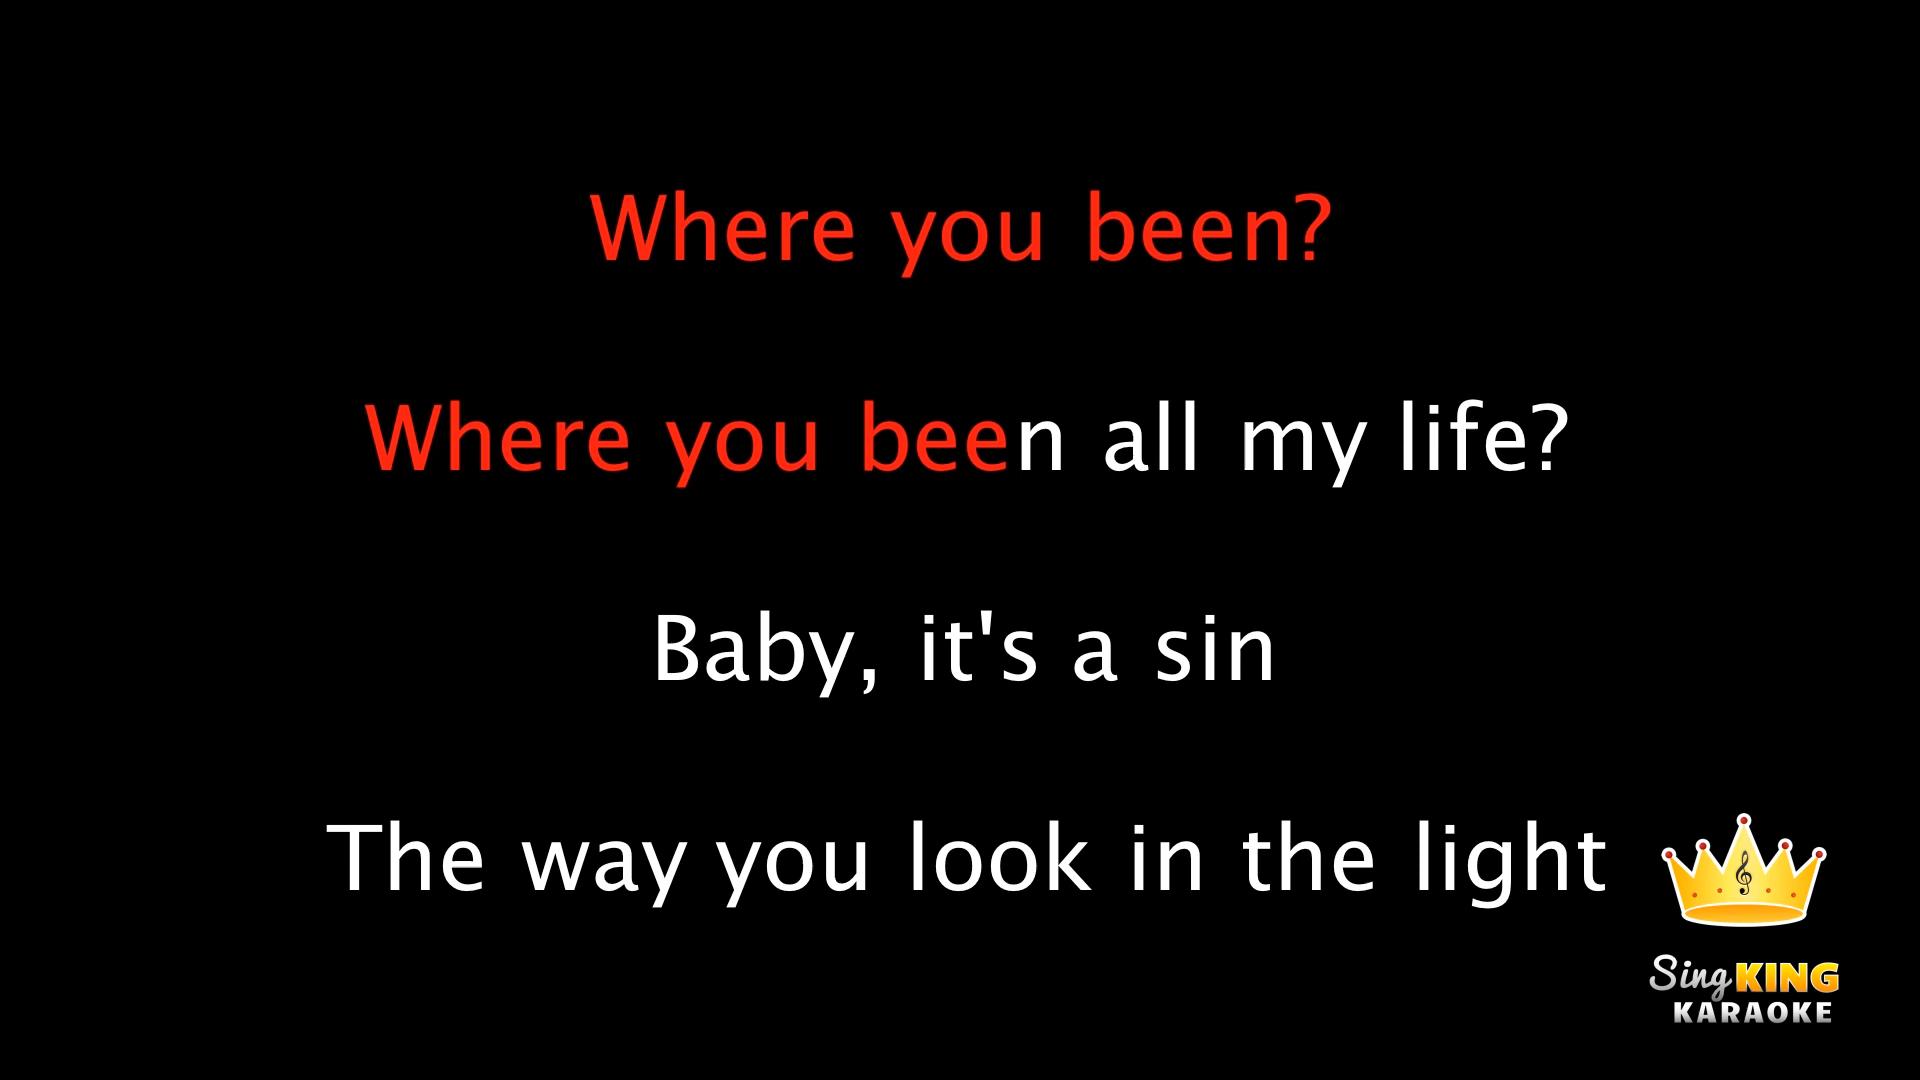 Where you been?
Where you been all my life?
Baby, it's a sin
The way you look in the light
Sing KING
KARAOKE